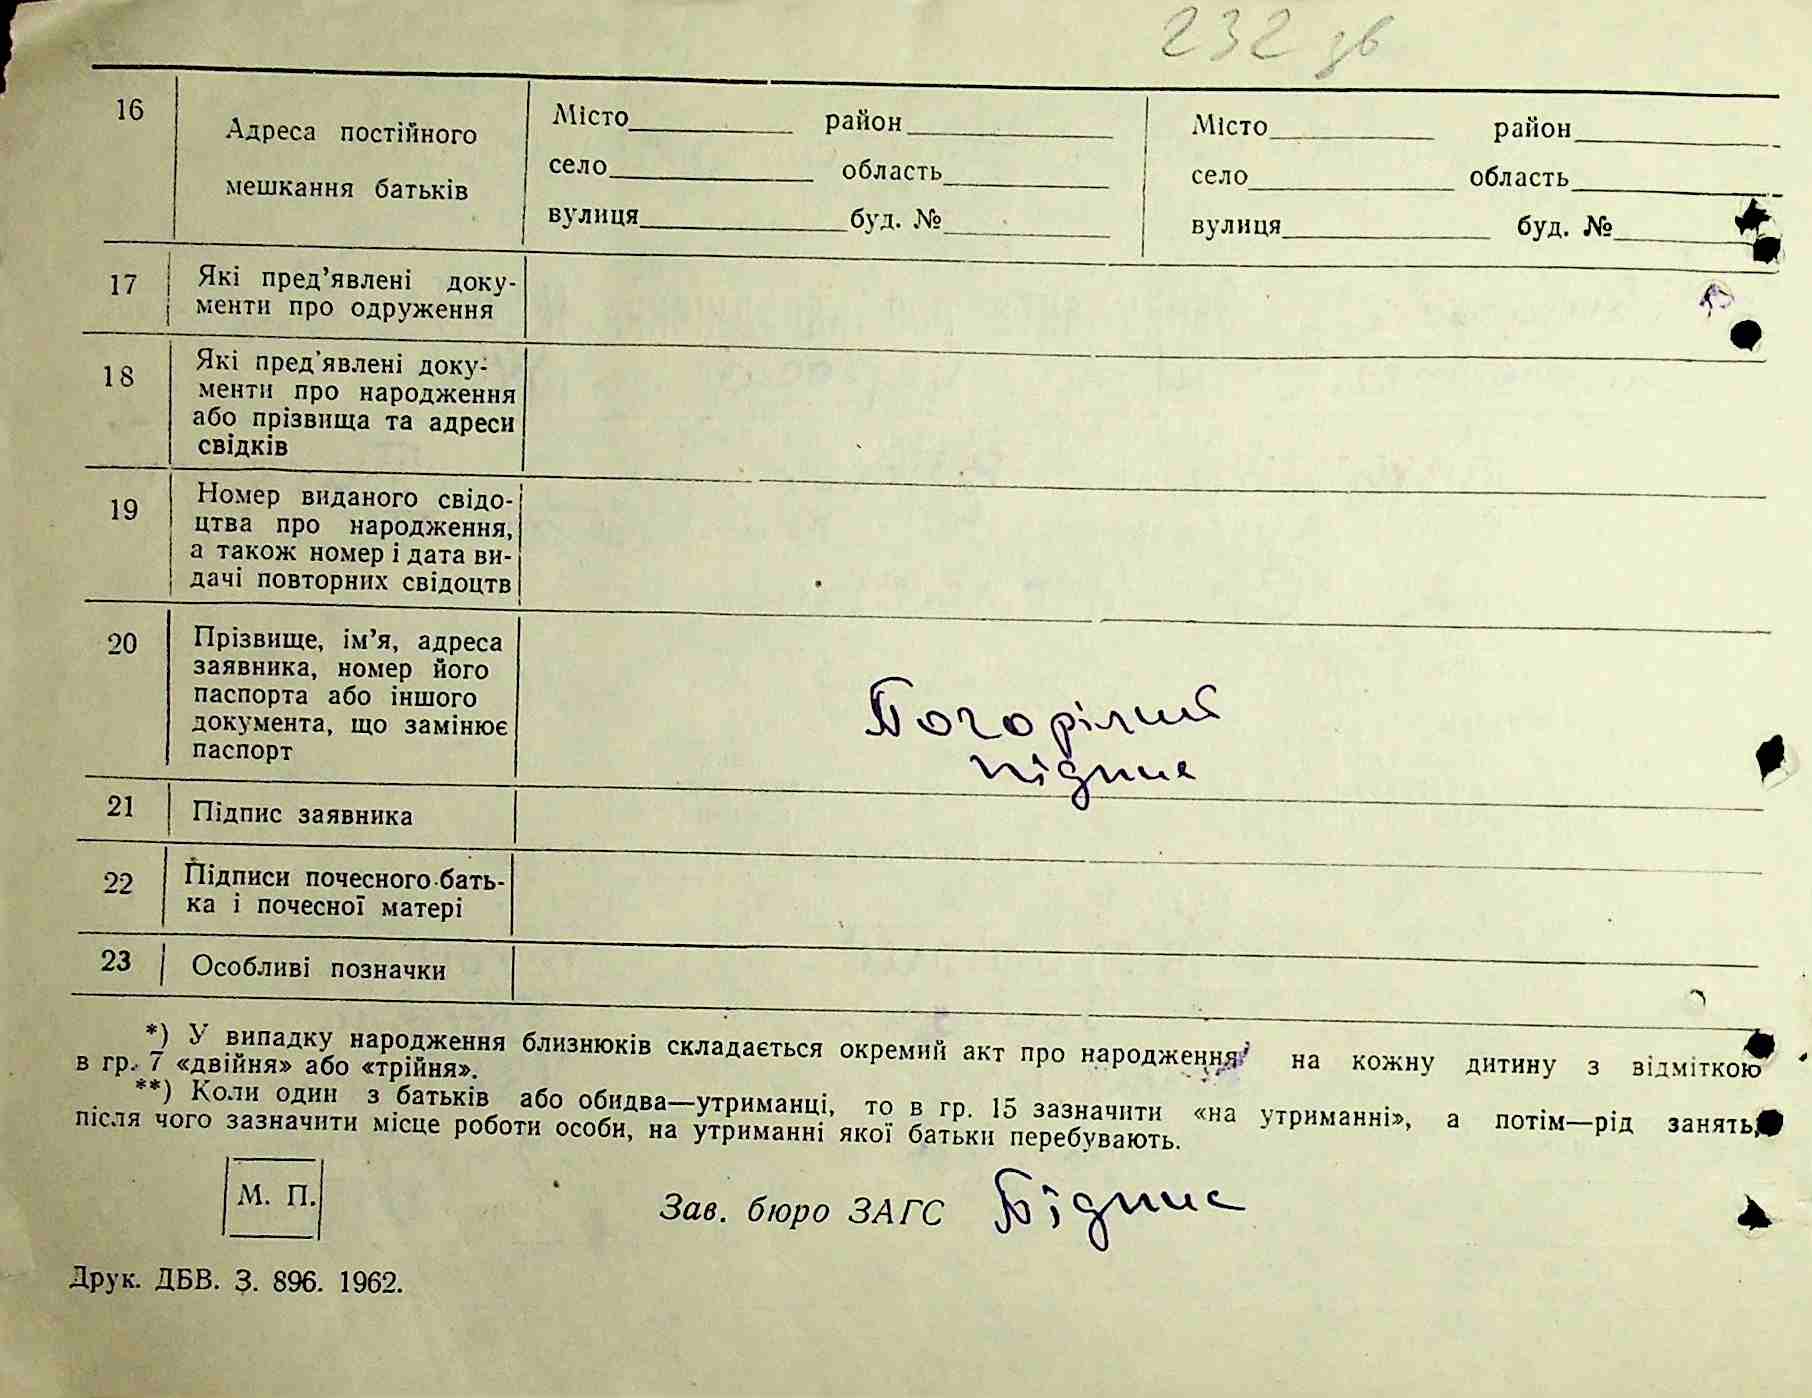 232 зв
16
Адреса постійного
мешкання батьків
Місто район
село область
вулиця буд. №
Місто район
село область
вулиця буд. №
17
Які пред’явлені доку-
менти про одруження
18
Які пред’явлені доку-
менти про народження
або прізвища та адреси
свідків
19
Номер виданого свідо-
цтва про народження,
а також номер і дата ви-
дачі повторних свідоцтв
20
Прізвище, ім’я, адреса
заявника, номер його
паспорта або іншого
документа, що замінює
паспорт
Погорілий
підпис
21
Підпис заявника
22
Підписи почесного бать-
ка і почесної матері
23
Особливі позначки
*) У випадку народження близнюків складається окремий акт про народження на кожну дитину з відміткою
в гр. 7 «двійня» або «трійня».
**) Коли один з батьків або обидва—утриманці, то в гр. 15 зазначити «на утриманні», а потім—рід занять,
після чого зазначити місце роботи особи, на утриманні якої батьки перебувають.
М. П.
Зав. бюро ЗАГС Підпис
Друк. ДБВ. З. 896. 1962.